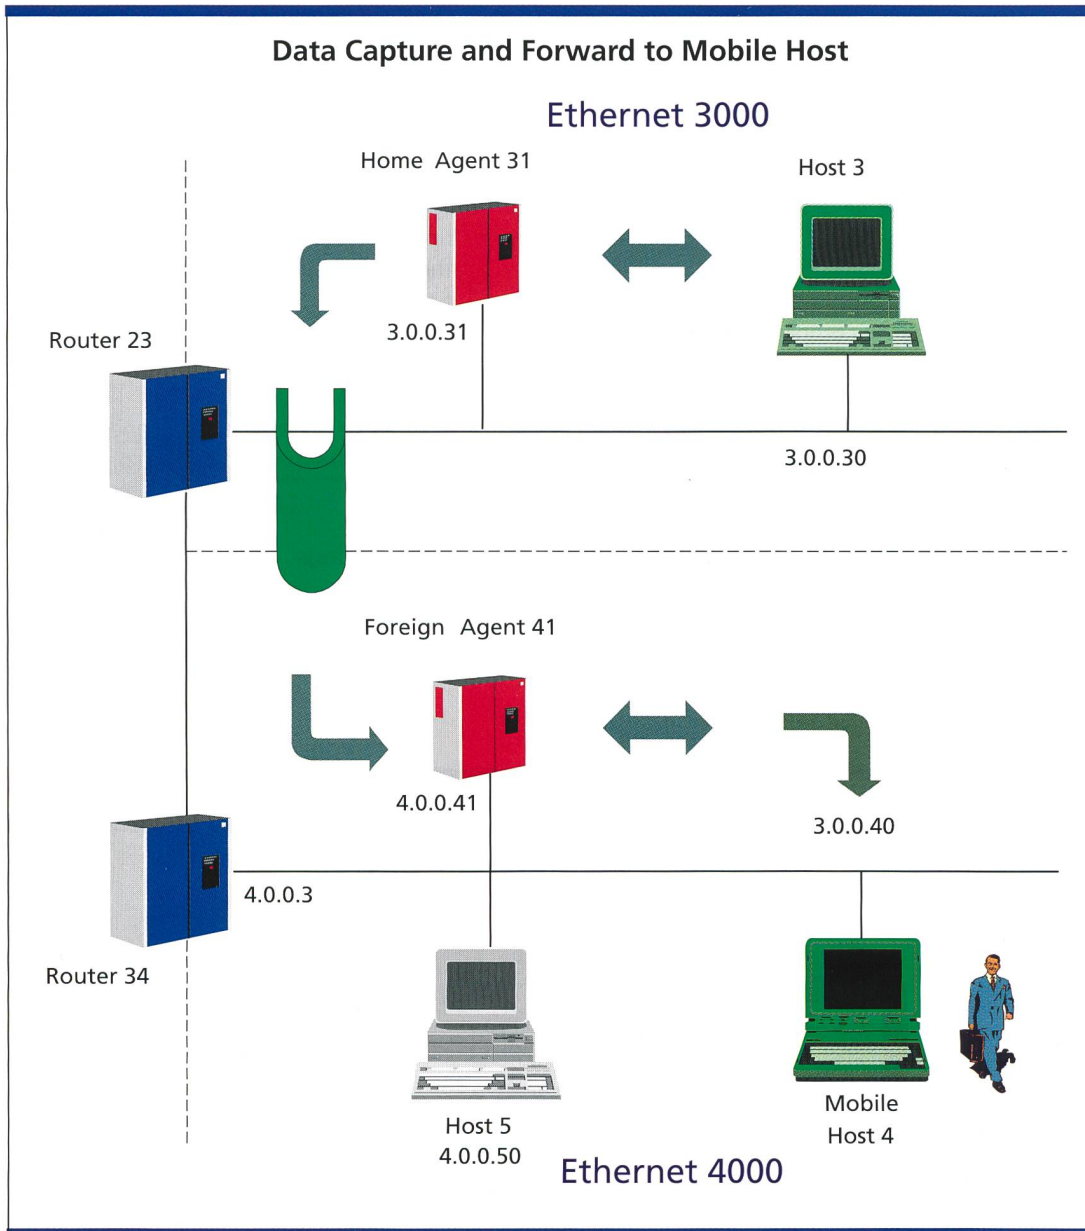 Data Capture and Forward to Mobile Host
Ethernet 3000
Home Agent 31
Host 3
3.0.0.31
Router 23
3.0.0.30
Foreign Agent 41
4.0.0.41
3.0.0.40
4.0.0.3
Router 34
Host 5
4.0.0.50
Mobile
Host 4
Ethernet 4000